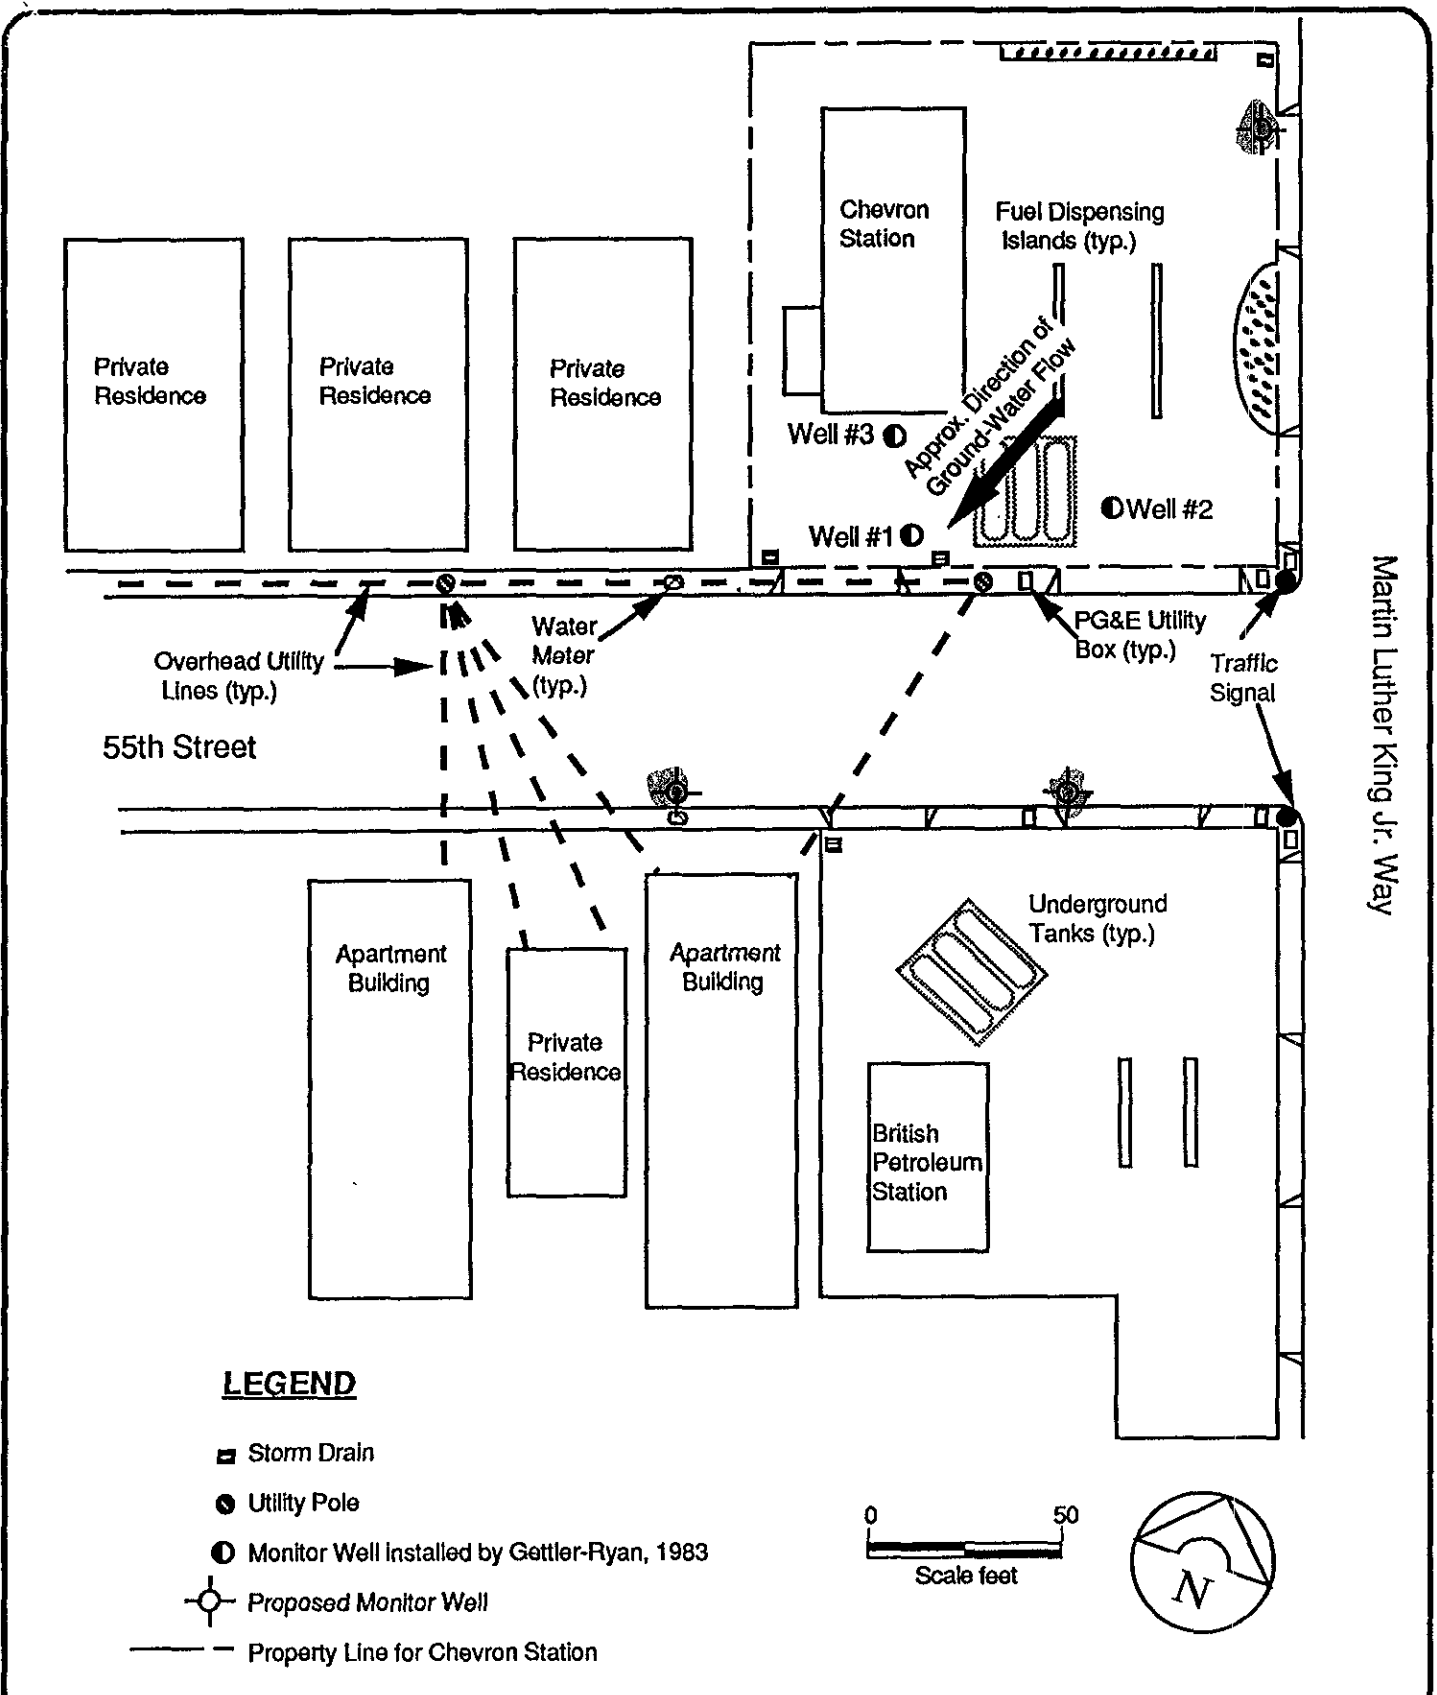 Chevron
Station
Fuel Dispensing
Islands (typ.)
Private
Residence
Private
Residence
Private
Residence
Approx. Direction of
Ground-Water Flow
Well #3
Well #2
Well #1
Water
Meter
(typ.)
PG&E Utility
Box (typ.)
Traffic
Signal
Overhead Utility
Lines (typ.)
55th Street
Martin Luther King Jr. Way
Underground
Tanks (typ.)
Apartment
Building
Apartment
Building
Private
Residence
British
Petroleum
Station
LEGEND
Storm Drain
Utility Pole
Monitor Well installed by Gettler-Ryan, 1983
Proposed Monitor Well
Property Line for Chevron Station
0 50
Scale feet
N